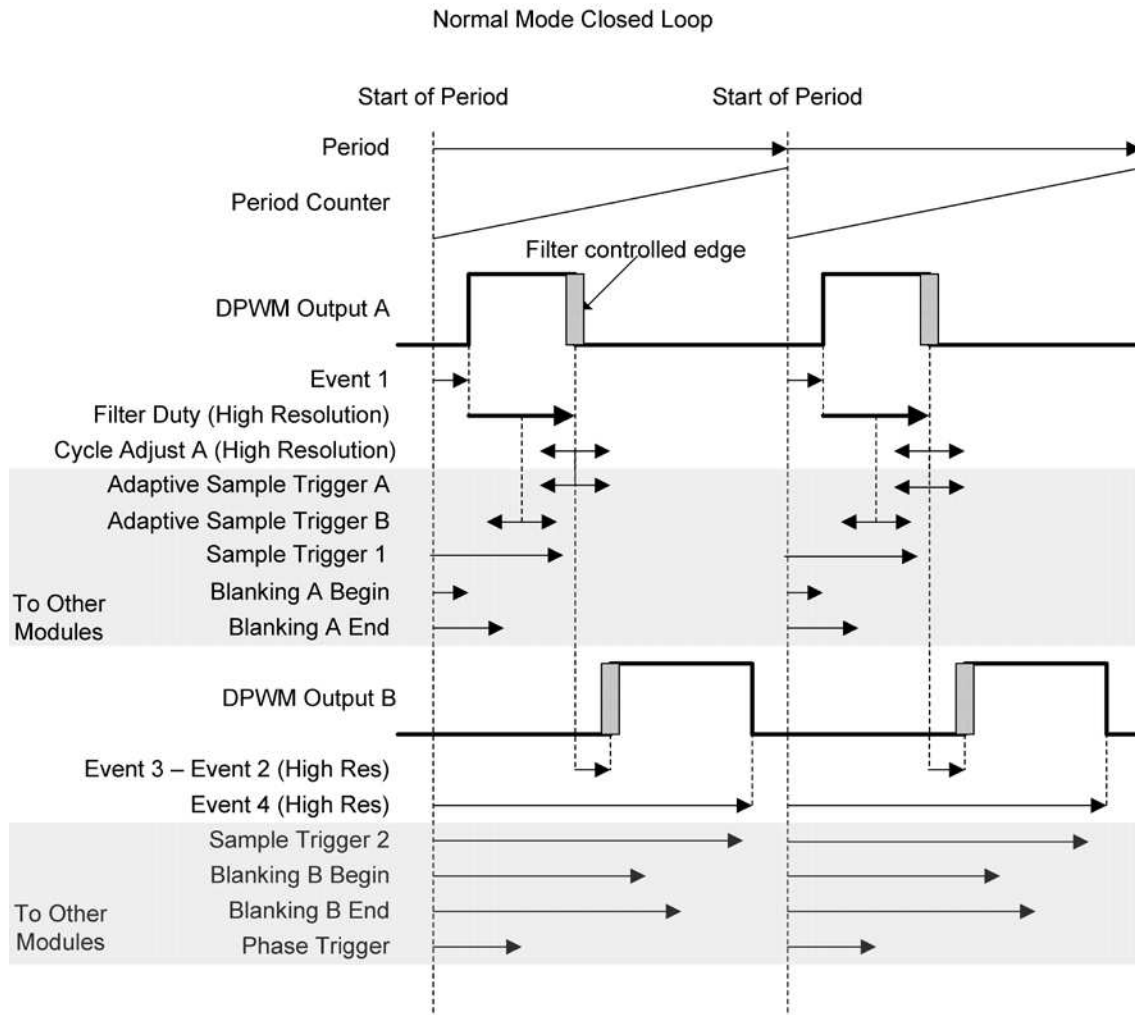 Normal Mode Closed Loop
Start of Period
Start of Period
Period
Period Counter
Filter controlled edge
DPWM Output A
Event 1
Filter Duty (High Resolution)
Cycle Adjust A (High Resolution)
Adaptive Sample Trigger A
Adaptive Sample Trigger B
Sample Trigger 1
Blanking A Begin
To Other
Modules
Blanking A End
DPWM Output B
Event 3 – Event 2 (High Res)
Event 4 (High Res)
Sample Trigger 2
Blanking B Begin
Blanking B End
To Other
Modules
Phase Trigger